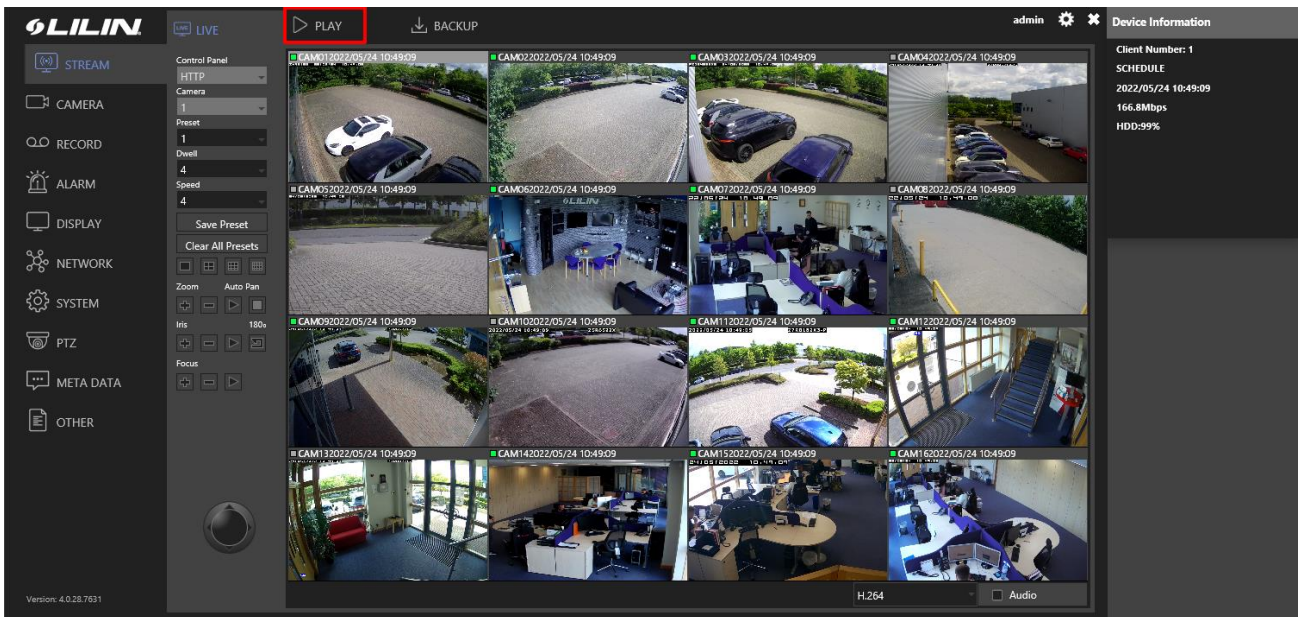 LILIN
LIVE
PLAY
BACKUP
admin
Device Information
STREAM
CAMERA
RECORD
ALARM
DISPLAY
NETWORK
SYSTEM
PTZ
META DATA
OTHER
Version: 4.0.28.7631
Control Panel
HTTP
Camera
1
Preset
1
Dwell
4
Speed
4
Save Preset
Clear All Presets
Zoom Auto Pan
Iris 180°
Focus
CAM012022/05/24 10:49:09
CAM022022/05/24 10:49:09
CAM032022/05/24 10:49:09
CAM042022/05/24 10:49:09
CAM052022/05/24 10:49:09
CAM062022/05/24 10:49:09
LILIN
CAM072022/05/24 10:49:09
CAM082022/05/24 10:49:09
CAM092022/05/24 10:49:09
CAM102022/05/24 10:49:09
CAM112022/05/24 10:49:09
CAM122022/05/24 10:49:09
CAM132022/05/24 10:49:09
CAM142022/05/24 10:49:09
CAM152022/05/24 10:49:09
CAM162022/05/24 10:49:09
H.264
Audio
Client Number: 1
SCHEDULE
2022/05/24 10:49:09
166.8Mbps
HDD:99%